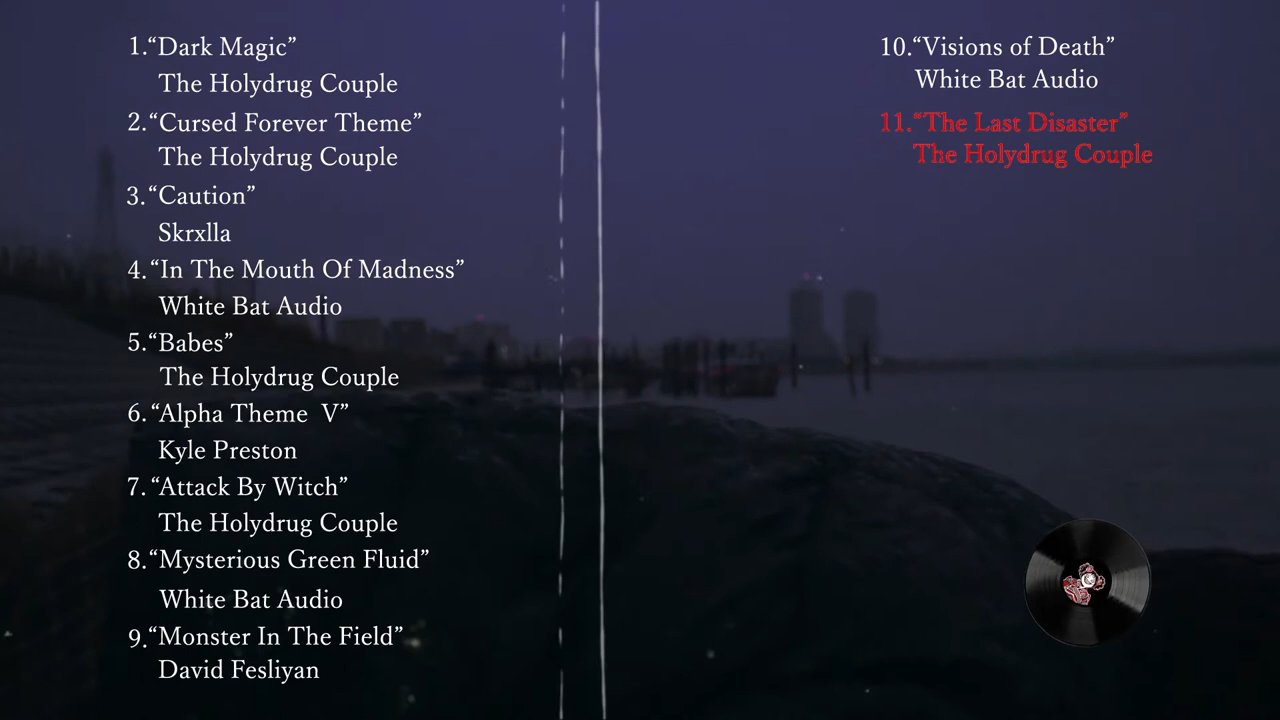 1.“Dark Magic”
The Holydrug Couple
2.“Cursed Forever Theme”
The Holydrug Couple
3.“Caution”
Skrxlla
4.“In The Mouth Of Madness”
White Bat Audio
5.“Babes”
The Holydrug Couple
6.“Alpha Theme  V”
Kyle Preston
7.“Attack By Witch”
The Holydrug Couple
8.“Mysterious Green Fluid”
White Bat Audio
9.“Monster In The Field”
David Fesliyan
10.“Visions of Death”
White Bat Audio
11.“The Last Disaster”
The Holydrug Couple